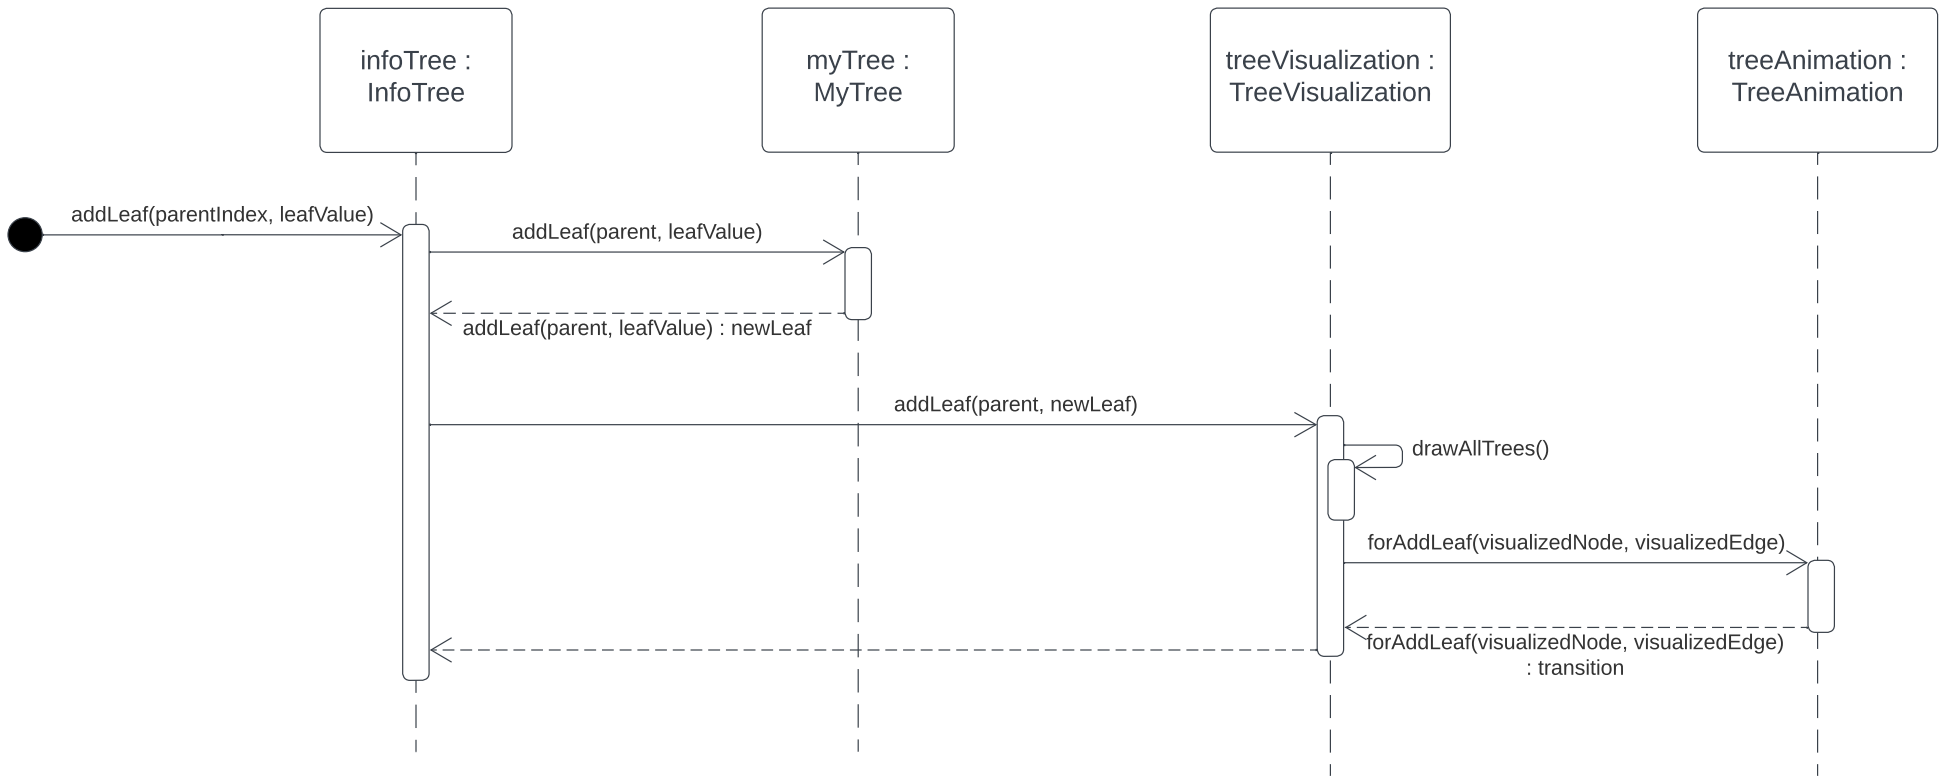 infoTree :
InfoTree
myTree :
MyTree
treeVisualization :
TreeVisualization
treeAnimation :
TreeAnimation
addLeaf(parentIndex, leafValue)
addLeaf(parent, leafValue)
addLeaf(parent, leafValue) : newLeaf
addLeaf(parent, newLeaf)
drawAllTrees()
forAddLeaf(visualizedNode, visualizedEdge)
forAddLeaf(visualizedNode, visualizedEdge)
: transition